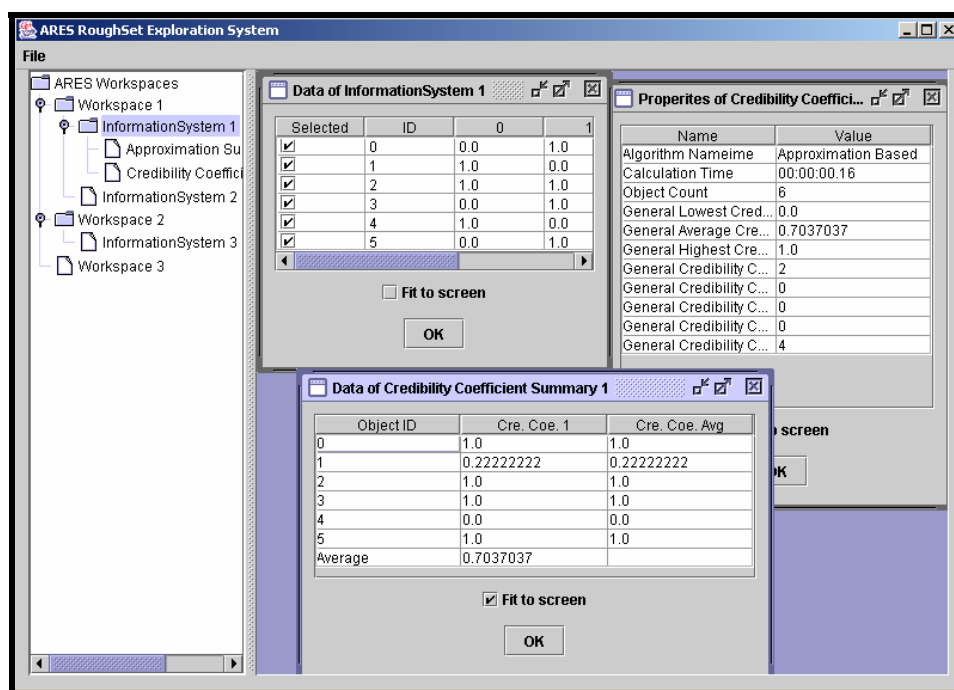 ARES RoughSet Exploration System
File
ARES Workspaces
Workspace 1
InformationSystem 1
Approximation Su
Credibility Coeffici
InformationSystem 2
Workspace 2
InformationSystem 3
Workspace 3
Data of InformationSystem 1
Selected ID 0 1
0 0.0 1.0
1 1.0 0.0
2 1.0 1.0
3 0.0 1.0
4 1.0 0.0
5 0.0 1.0
Fit to screen
OK
Properites of Credibility Coeffici...
Name Value
Algorithm Nameime Approximation Based
Calculation Time 00:00:00.16
Object Count 6
General Lowest Cred... 0.0
General Average Cre... 0.7037037
General Highest Cre... 1.0
General Credibility C... 2
General Credibility C... 0
General Credibility C... 0
General Credibility C... 0
General Credibility C... 4
screen
Data of Credibility Coefficient Summary 1
Object ID Cre. Coe. 1 Cre. Coe. Avg
0 1.0 1.0
1 0.22222222 0.22222222
2 1.0 1.0
3 1.0 1.0
4 0.0 0.0
5 1.0 1.0
Average 0.7037037
Fit to screen
OK